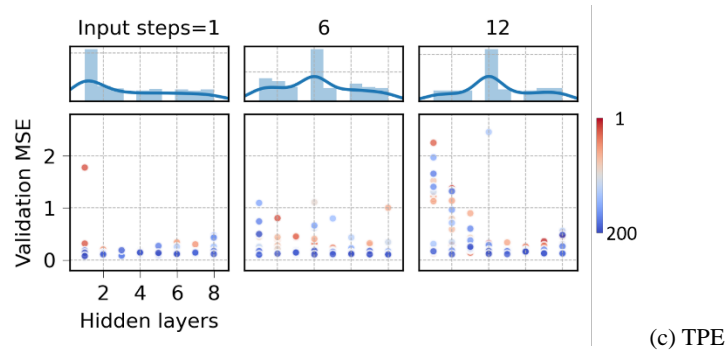 Input steps=1 6 12
Validation MSE
2
1
0
2 4 6 8
Hidden layers
1
200
(c) TPE